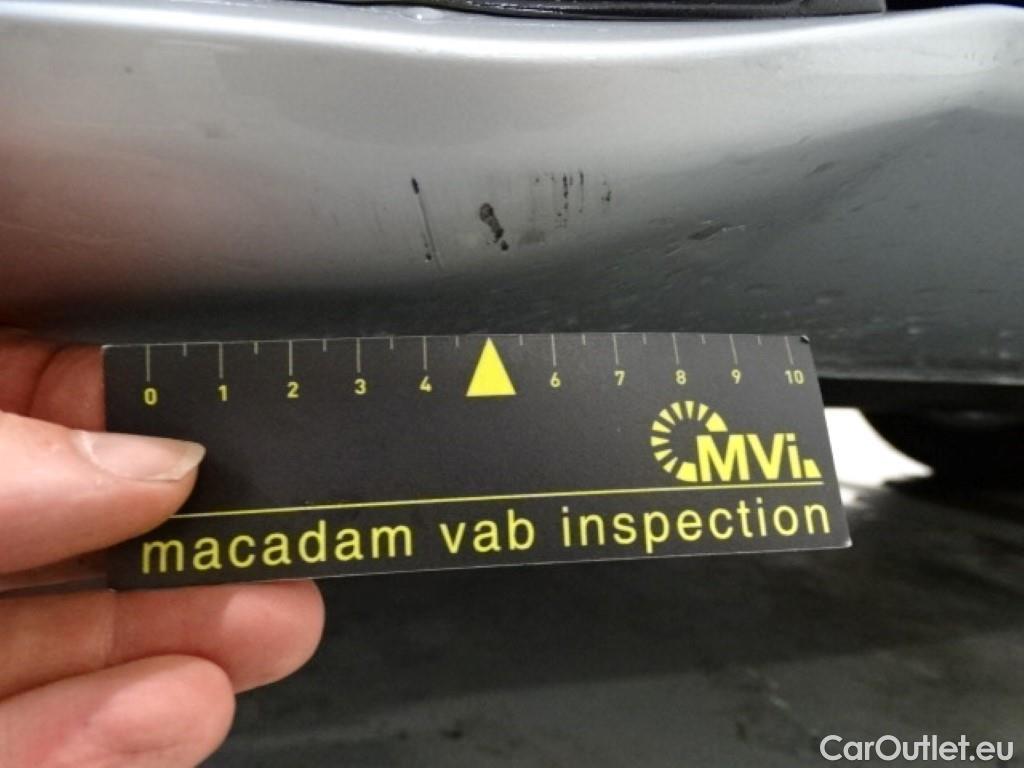 0 1 2 3 4 6 7 8 9 10
MVi.
macadam vab inspection
CarOutlet.eu